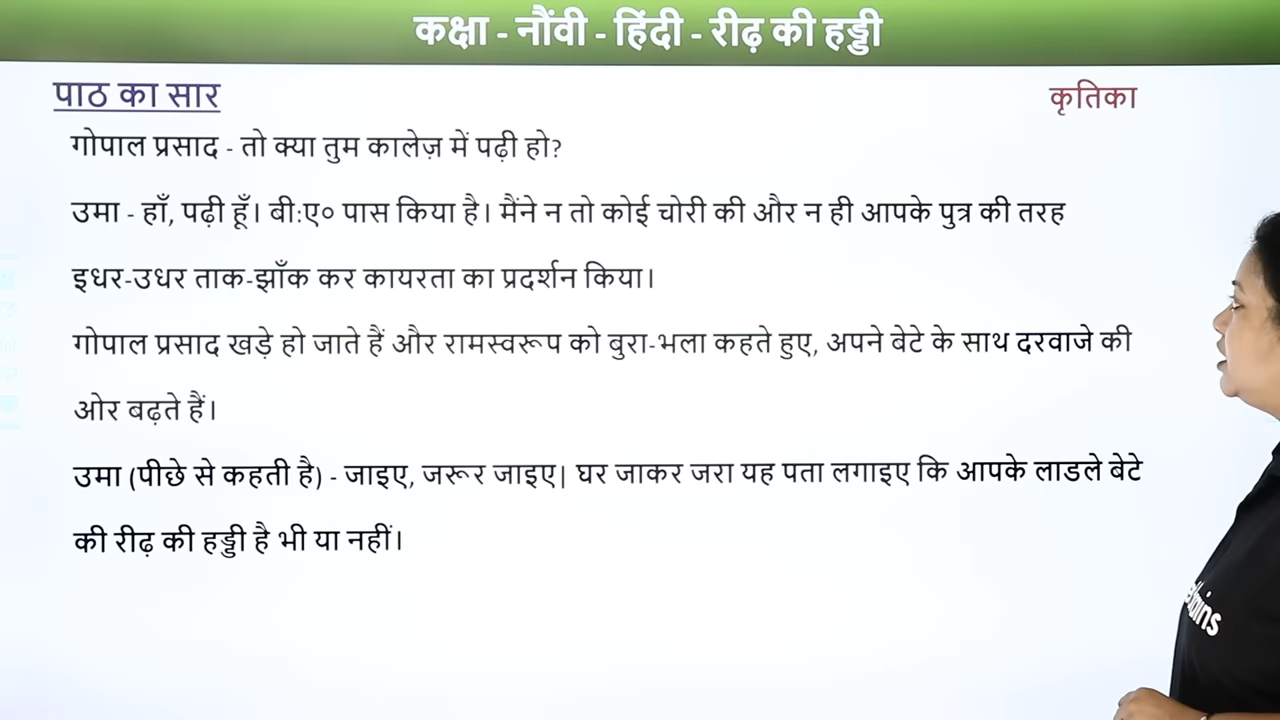 कक्षा - नौंवी - हिंदी - रीढ़ की हड्डी
पाठ का सार
कृतिका
गोपाल प्रसाद - तो क्या तुम कालेज़ में पढ़ी हो?
उमा - हाँ, पढ़ी हूँ। बी:ए० पास किया है। मैंने न तो कोई चोरी की और न ही आपके पुत्र की तरह
इधर-उधर ताक-झाँक कर कायरता का प्रदर्शन किया।
गोपाल प्रसाद खड़े हो जाते हैं और रामस्वरूप को बुरा-भला कहते हुए, अपने बेटे के साथ दरवाजे की
ओर बढ़ते हैं।
उमा (पीछे से कहती है) - जाइए, जरूर जाइए| घर जाकर जरा यह पता लगाइए कि आपके लाडले बेटे
की रीढ़ की हड्डी है भी या नहीं।